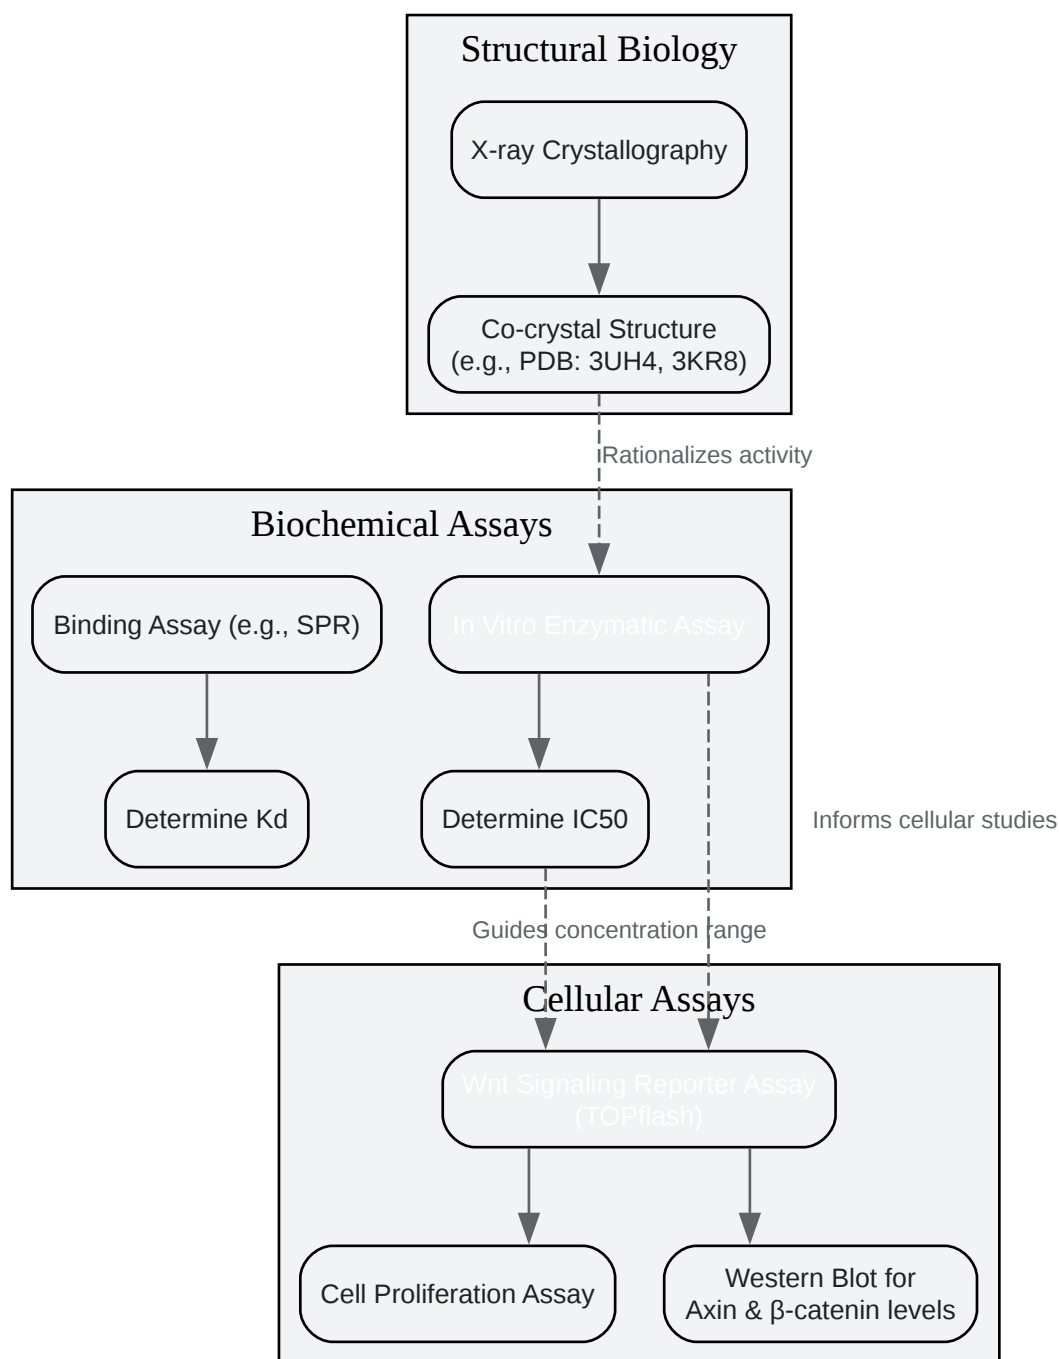 Structural Biology
X-ray Crystallography
Co-crystal Structure
(e.g., PDB: 3UH4, 3KR8)
Rationalizes activity
Biochemical Assays
Binding Assay (e.g., SPR)
In Vitro Enzymatic Assay
Determine Kd
Determine IC50
Informs cellular studies
Guides concentration range
Cellular Assays
Wnt Signaling Reporter Assay
(TOPflash)
Cell Proliferation Assay
Western Blot for
Axin & β-catenin levels